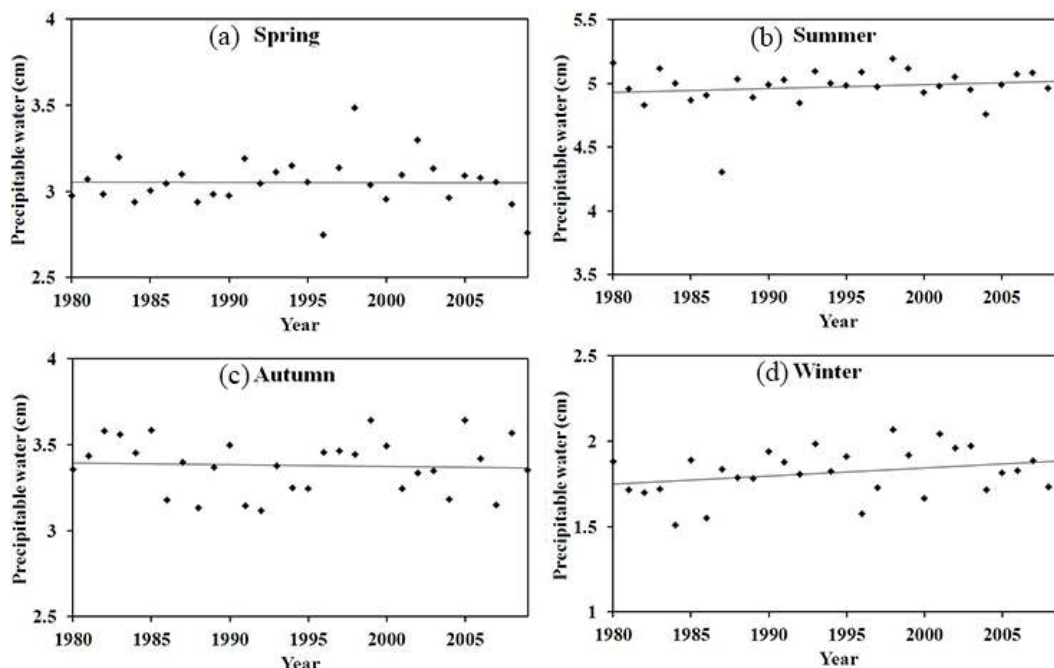 (a) Spring
Precipitable water (cm)
4
3.5
3
2.5
1980 1985 1990 1995 2000 2005
Year
(b) Summer
Precipitable water (cm)
5.5
5
4.5
4
3.5
1980 1985 1990 1995 2000 2005
Year
(c) Autumn
Precipitable water (cm)
4
3.5
3
2.5
1980 1985 1990 1995 2000 2005
Year
(d) Winter
Precipitable water (cm)
2.5
2
1.5
1
1980 1985 1990 1995 2000 2005
Year